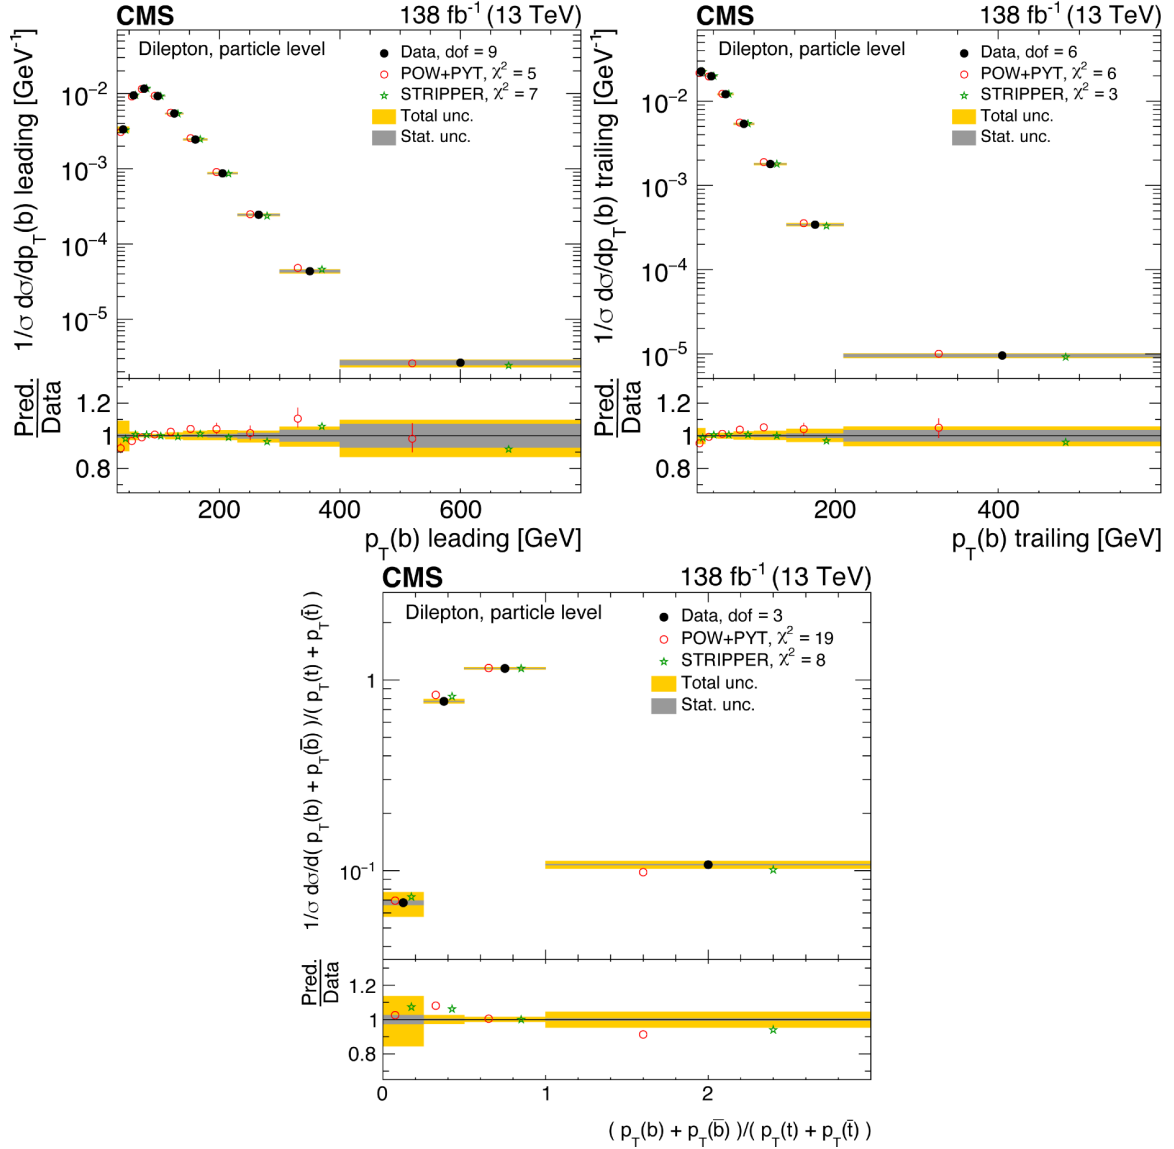 CMS 138 fb⁻¹ (13 TeV)
Dilepton, particle level
Data, dof = 9
POW+PYT, χ² = 5
STRIPPER, χ² = 7
Total unc.
Stat. unc.
1/σ dσ/dp_T(b) leading [GeV⁻¹]
10⁻²
10⁻³
10⁻⁴
10⁻⁵
Pred.
Data
1.2
1
0.8
200 400 600
p_T(b) leading [GeV]
CMS 138 fb⁻¹ (13 TeV)
Dilepton, particle level
Data, dof = 6
POW+PYT, χ² = 6
STRIPPER, χ² = 3
Total unc.
Stat. unc.
1/σ dσ/dp_T(b) trailing [GeV⁻¹]
10⁻²
10⁻³
10⁻⁴
10⁻⁵
Pred.
Data
1.2
1
0.8
200 400
p_T(b) trailing [GeV]
CMS 138 fb⁻¹ (13 TeV)
Dilepton, particle level
Data, dof = 3
POW+PYT, χ² = 19
STRIPPER, χ² = 8
Total unc.
Stat. unc.
1/σ dσ/d( p_T(b) + p_T(b̄) )/( p_T(t) + p_T(t̄) )
1
10⁻¹
Pred.
Data
1.2
1
0.8
0 1 2
( p_T(b) + p_T(b̄) )/( p_T(t) + p_T(t̄) )